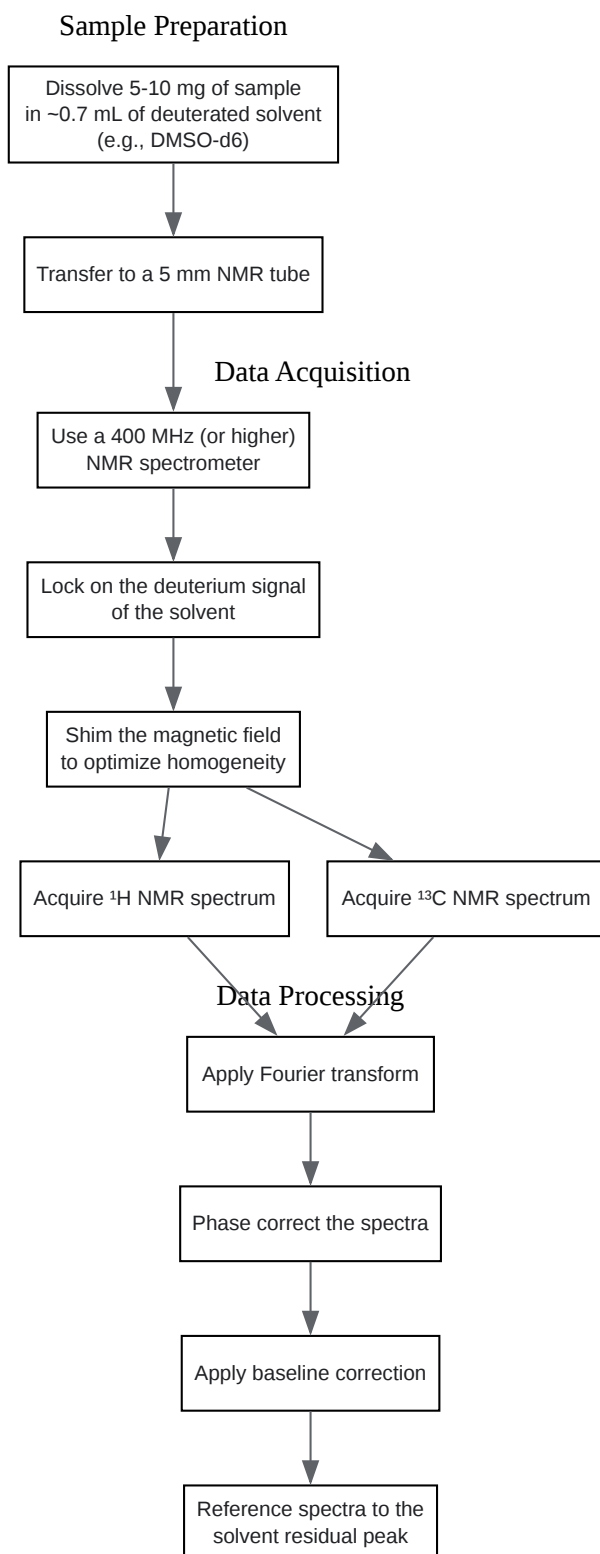 Sample Preparation
Dissolve 5-10 mg of sample
in ~0.7 mL of deuterated solvent
(e.g., DMSO-d6)
Transfer to a 5 mm NMR tube
Data Acquisition
Use a 400 MHz (or higher)
NMR spectrometer
Lock on the deuterium signal
of the solvent
Shim the magnetic field
to optimize homogeneity
Acquire ¹H NMR spectrum
Acquire ¹³C NMR spectrum
Data Processing
Apply Fourier transform
Phase correct the spectra
Apply baseline correction
Reference spectra to the
solvent residual peak